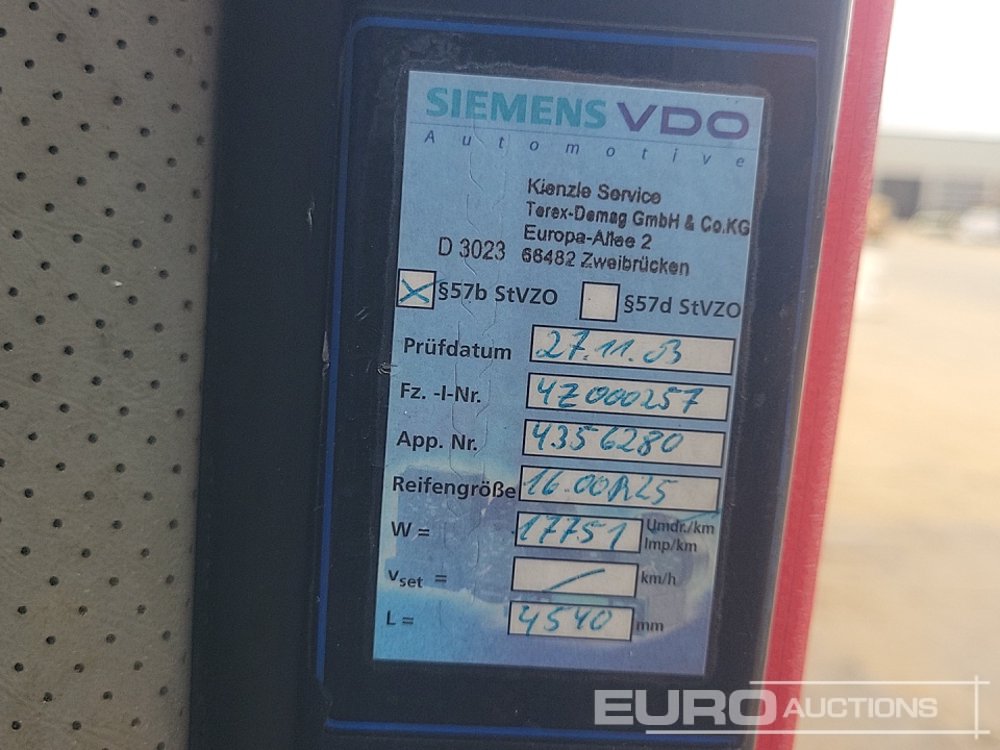 SIEMENS VDO
Automotive
Kienzle Service
Terex-Demag GmbH & Co.KG
Europa-Allee 2
D 3023 66482 Zweibrücken
§57b StVZO §57d StVZO
Prüfdatum 27.11.03
Fz. -I-Nr. 4Z000257
App. Nr. 4356280
Reifengröße 16.00R25
W = 17751 Umdr./km
Imp/km
vset = km/h
L = 4540 mm
EURO AUCTIONS